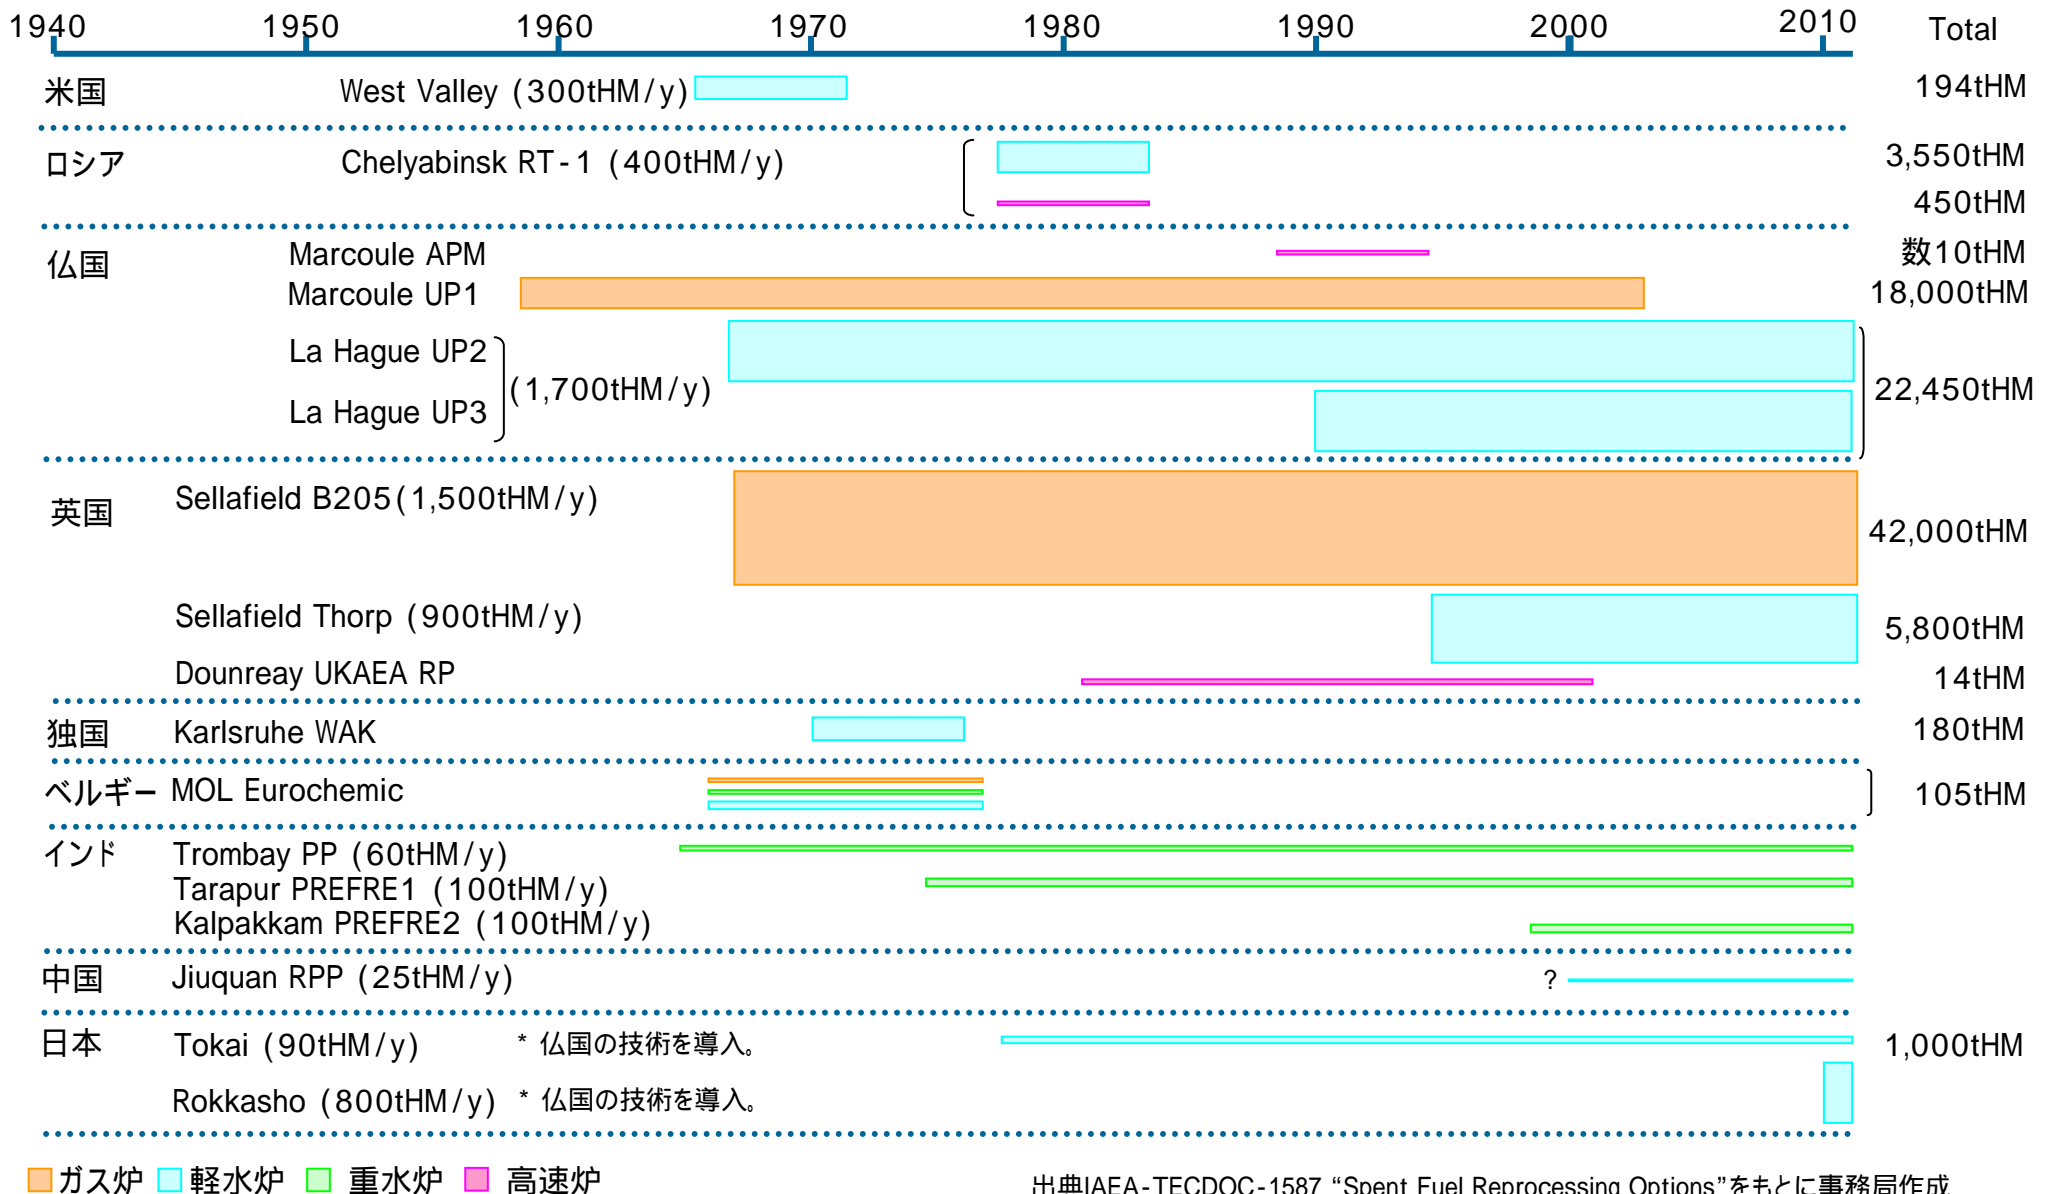 1940 1950 1960 1970 1980 1990 2000 2010 Total
米国 West Valley (300tHM/y) 194tHM
ロシア Chelyabinsk RT-1 (400tHM/y) 3,550tHM
450tHM
仏国 Marcoule APM 数10tHM
Marcoule UP1 18,000tHM
La Hague UP2
(1,700tHM/y) 22,450tHM
La Hague UP3
英国 Sellafield B205(1,500tHM/y) 42,000tHM
Sellafield Thorp (900tHM/y) 5,800tHM
Dounreay UKAEA RP 14tHM
独国 Karlsruhe WAK 180tHM
ベルギー MOL Eurochemic 105tHM
インド Trombay PP (60tHM/y)
Tarapur PREFRE1 (100tHM/y)
Kalpakkam PREFRE2 (100tHM/y)
中国 Jiuquan RPP (25tHM/y) ?
日本 Tokai (90tHM/y) * 仏国の技術を導入。 1,000tHM
Rokkasho (800tHM/y) * 仏国の技術を導入。
ガス炉 軽水炉 重水炉 高速炉
出典IAEA-TECDOC-1587 “Spent Fuel Reprocessing Options”をもとに事務局作成